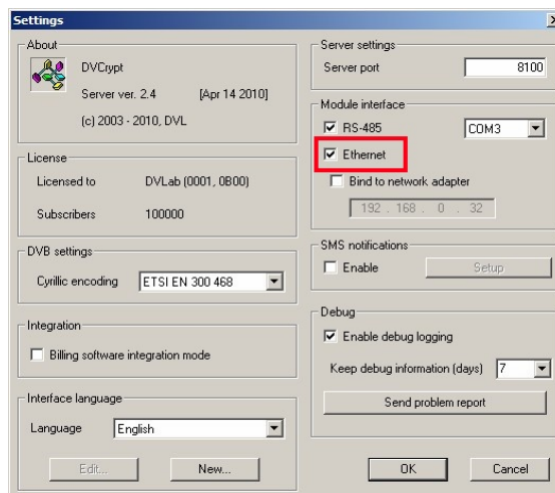 Settings
About
DVCrypt
Server ver. 2.4 [Apr 14 2010]
(c) 2003 - 2010, DVL
License
Licensed to DVLab (0001, 0B00)
Subscribers 100000
DVB settings
Cyrillic encoding ETSI EN 300 468
Integration
Billing software integration mode
Interface language
Language English
Edit... New...
Server settings
Server port 8100
Module interface
RS-485 COM3
Ethernet
Bind to network adapter
192 . 168 . 0 . 32
SMS notifications
Enable Setup
Debug
Enable debug logging
Keep debug information (days) 7
Send problem report
OK Cancel